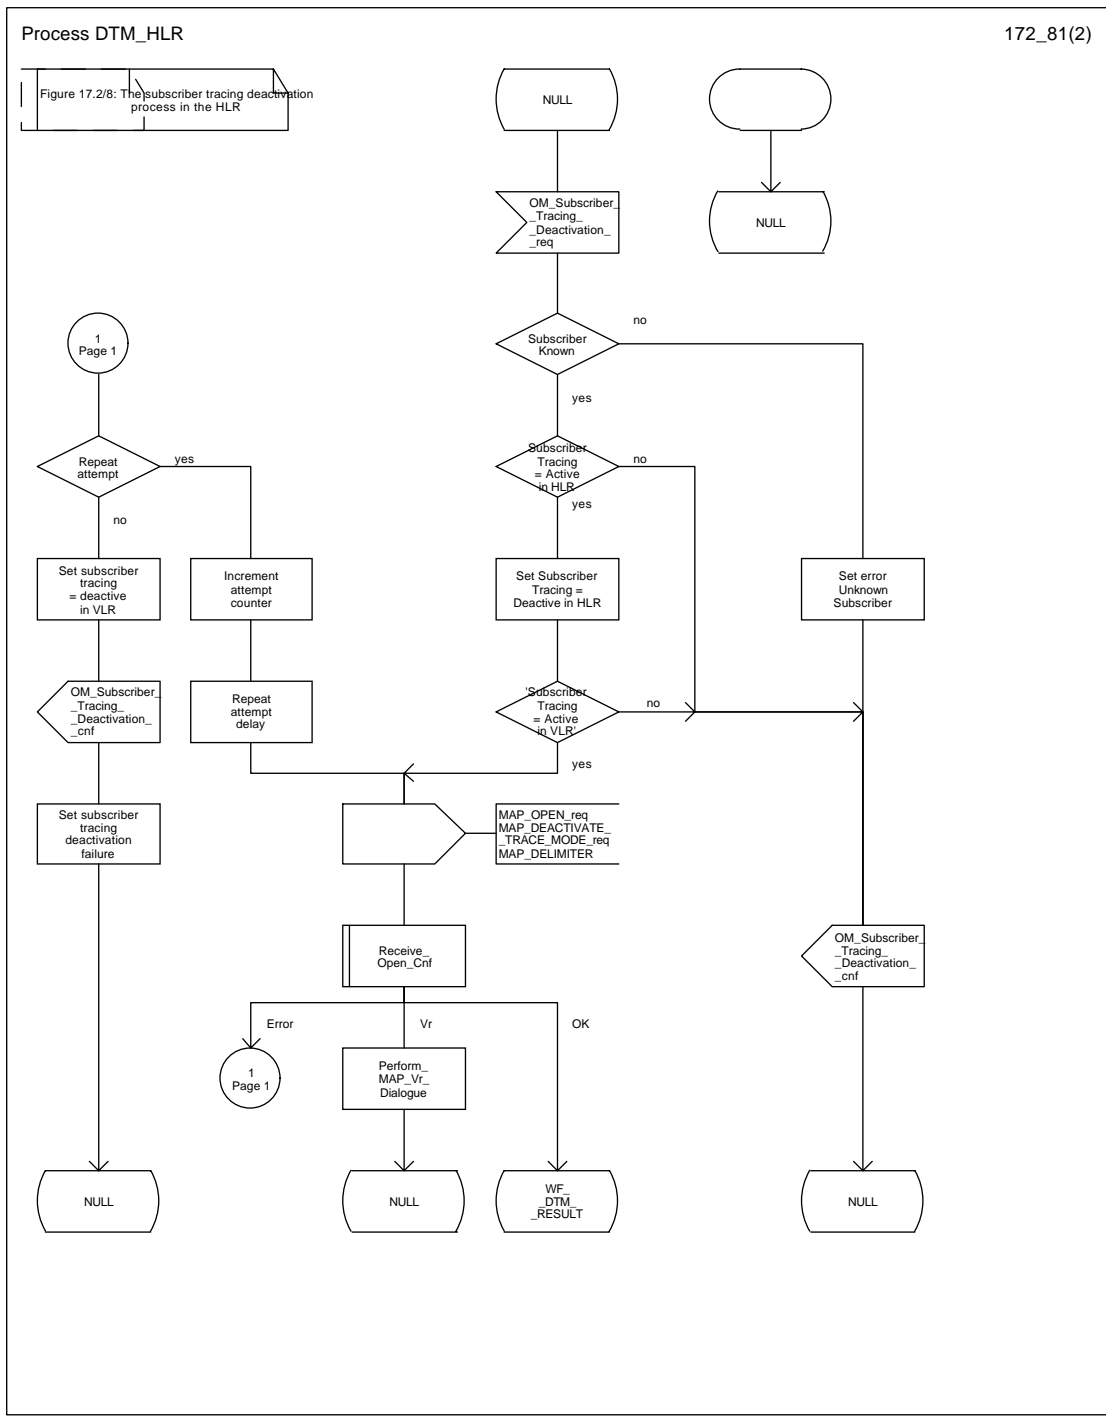 Process DTM_HLR
172_81(2)
Figure 17.2/8: The subscriber tracing deactivation
process in the HLR
NULL
OM_Subscriber_
_Tracing_
_Deactivation_
_req
NULL
1
Page 1
Subscriber
Known
no
yes
Repeat
attempt
yes
no
Subscriber
Tracing
= Active
in HLR
no
yes
Set subscriber
tracing
= deactive
in VLR
Increment
attempt
counter
Set Subscriber
Tracing =
Deactive in HLR
Set error
Unknown
Subscriber
OM_Subscriber_
_Tracing_
_Deactivation_
_cnf
Repeat
attempt
delay
'Subscriber
Tracing
= Active
in VLR'
no
yes
Set subscriber
tracing
deactivation
failure
MAP_OPEN_req
MAP_DEACTIVATE_
_TRACE_MODE_req
MAP_DELIMITER
Receive_
Open_Cnf
OM_Subscriber_
_Tracing_
_Deactivation_
_cnf
Error
Vr
OK
1
Page 1
Perform_
MAP_Vr_
Dialogue
NULL
NULL
WF_
_DTM_
_RESULT
NULL